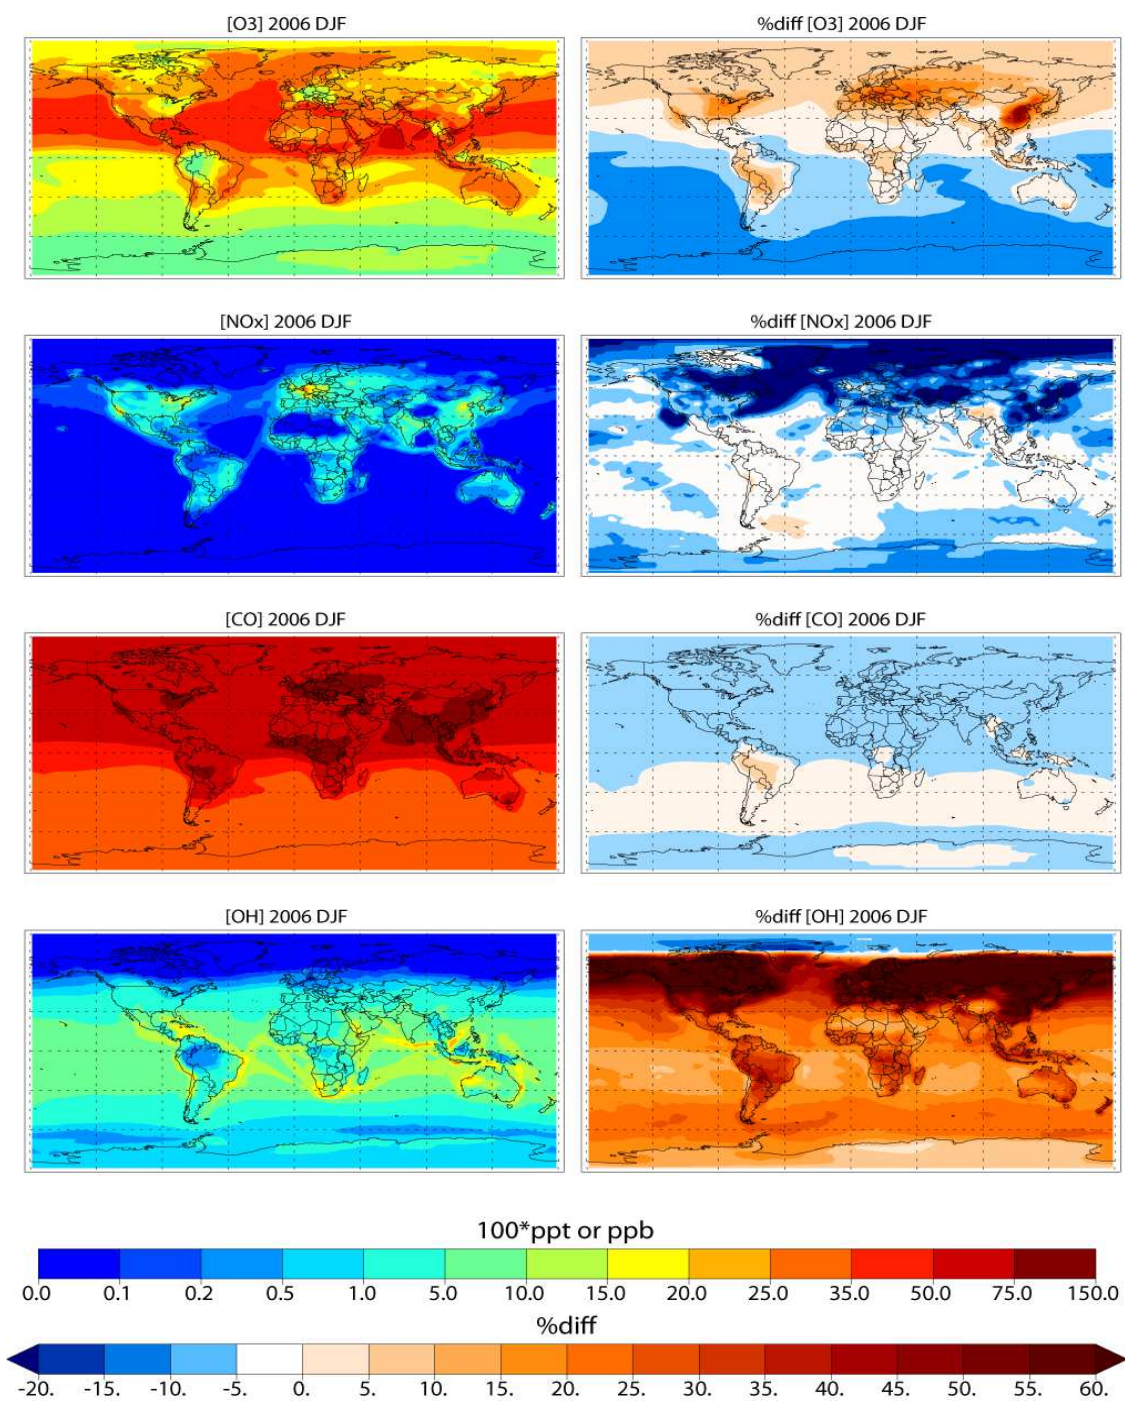 [O3] 2006 DJF
%diff [O3] 2006 DJF
[NOx] 2006 DJF
%diff [NOx] 2006 DJF
[CO] 2006 DJF
%diff [CO] 2006 DJF
[OH] 2006 DJF
%diff [OH] 2006 DJF
100*ppt or ppb
0.0 0.1 0.2 0.5 1.0 5.0 10.0 15.0 20.0 25.0 35.0 50.0 75.0 150.0
%diff
-20. -15. -10. -5. 0. 5. 10. 15. 20. 25. 30. 35. 40. 45. 50. 55. 60.